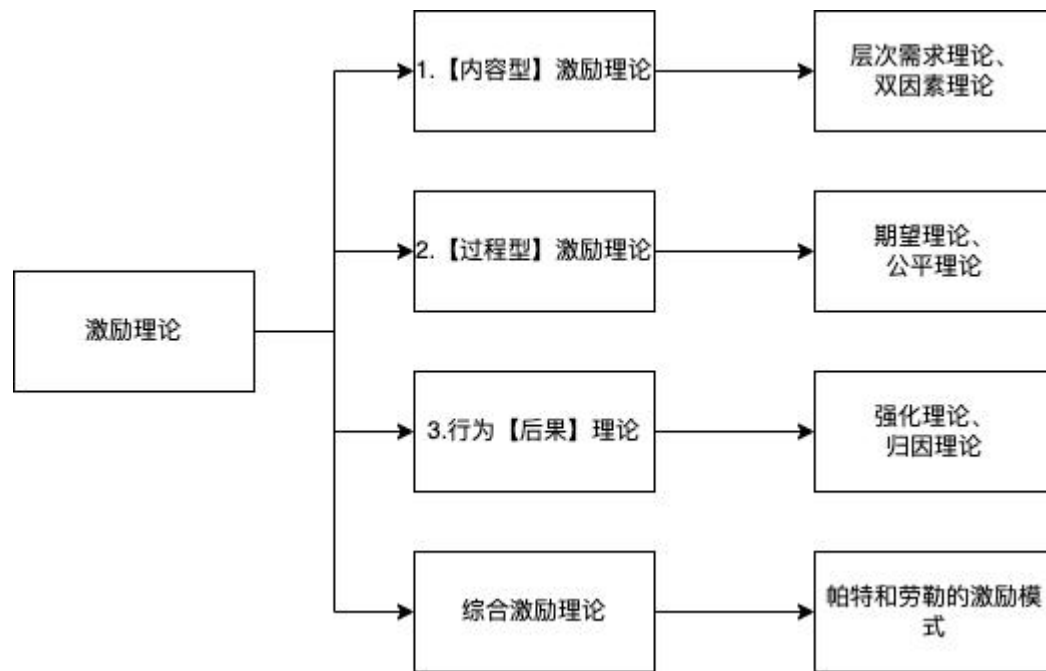 激励理论
1.【内容型】激励理论
层次需求理论、
双因素理论
2.【过程型】激励理论
期望理论、
公平理论
3.行为【后果】理论
强化理论、
归因理论
综合激励理论
帕特和劳勒的激励模
式